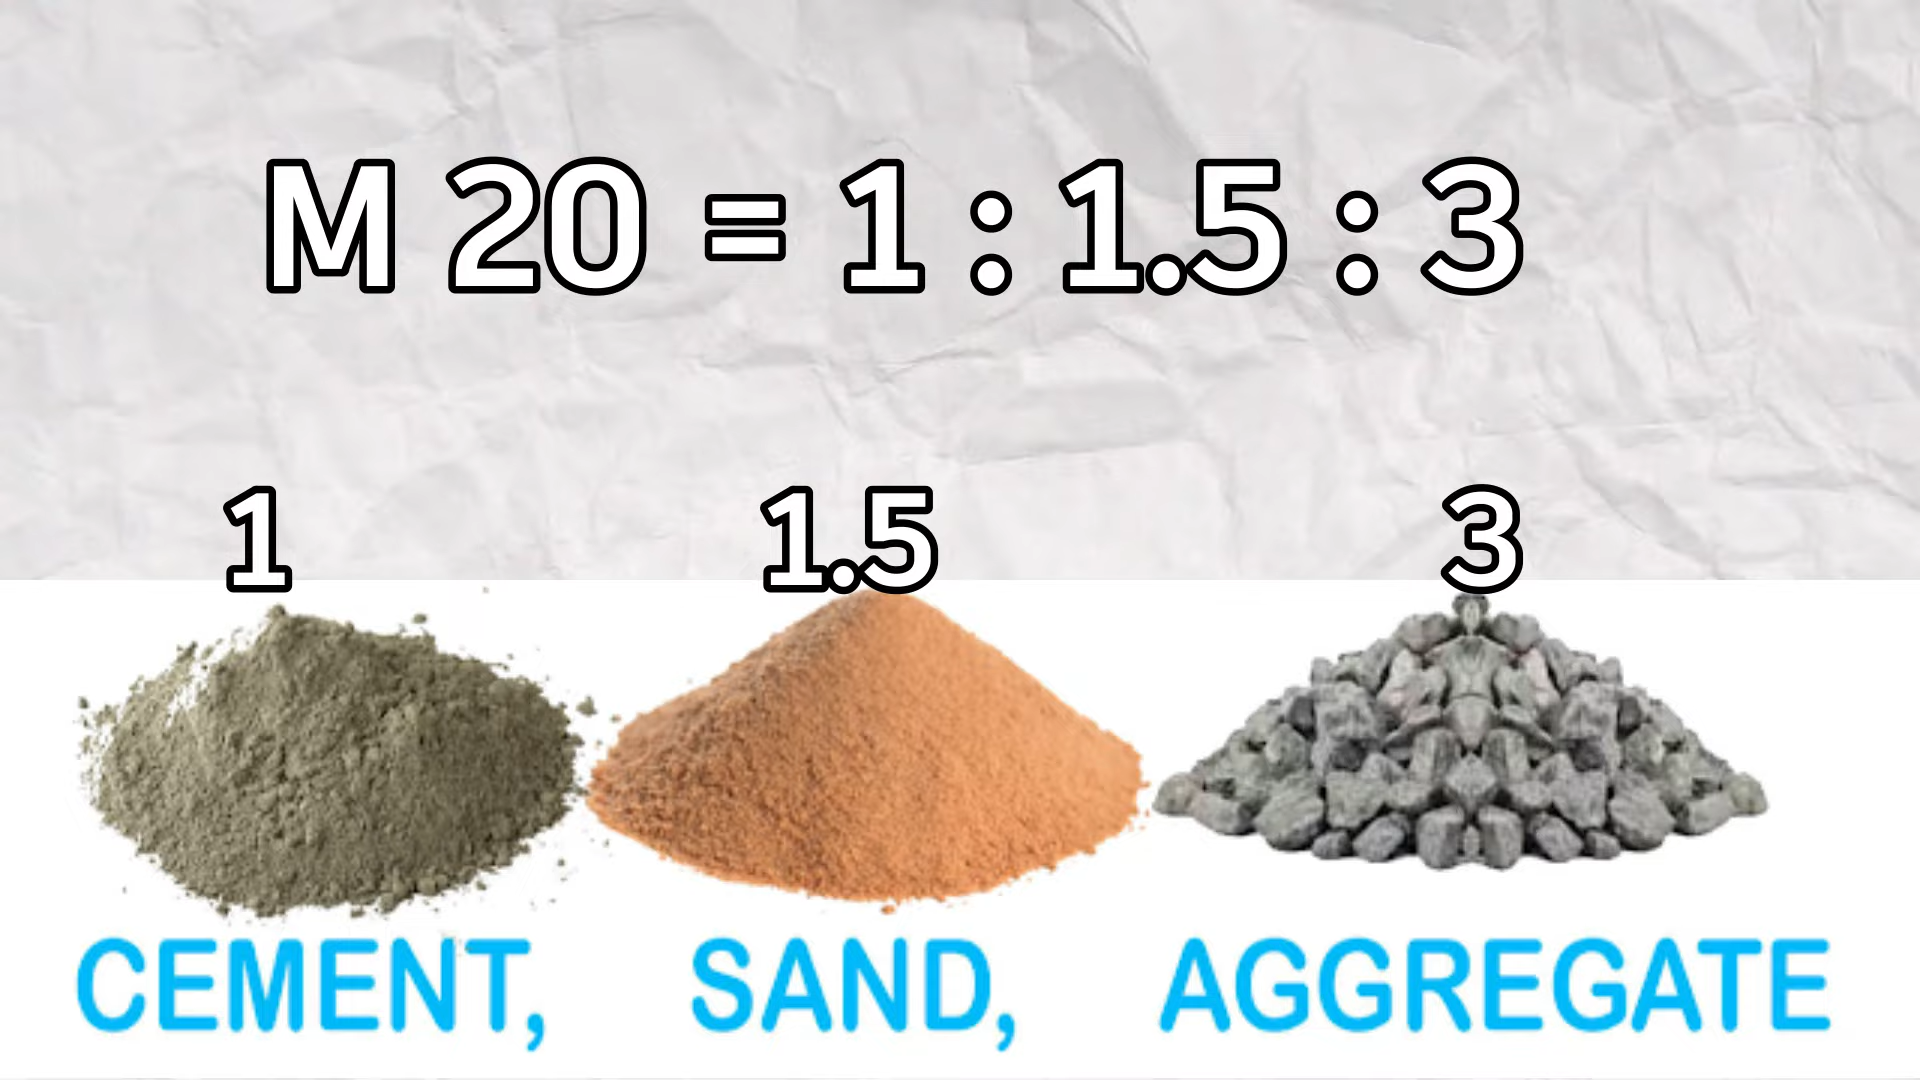 M 20 = 1 : 1.5 : 3
1 1.5 3
CEMENT, SAND, AGGREGATE